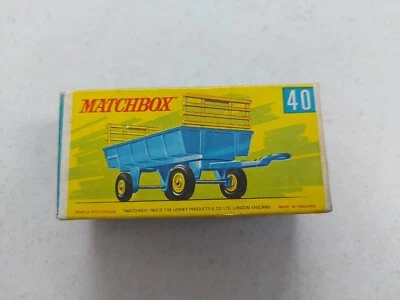 MATCHBOX
40
"MATCHBOX" REG'D T.M. LESNEY PRODUCTS & CO. LTD. LONDON ENGLAND
MADE IN ENGLAND